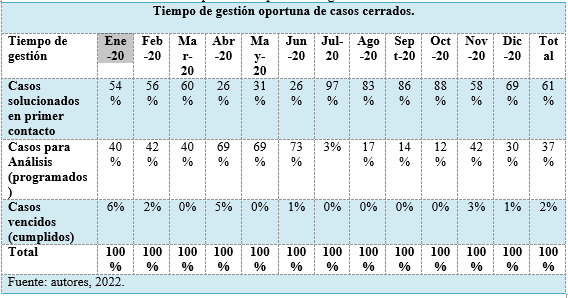 Tiempo de gestión oportuna de casos cerrados.
Tiempo de gestión Ene-20 Feb-20 Mar-20 Abr-20 May-20 Jun-20 Jul-20 Ago-20 Sept-20 Oct-20 Nov-20 Dic-20 Total
Casos solucionados en primer contacto 54% 56% 60% 26% 31% 26% 97% 83% 86% 88% 58% 69% 61%
Casos para Análisis (programados) 40% 42% 40% 69% 69% 73% 3% 17% 14% 12% 42% 30% 37%
Casos vencidos (cumplidos) 6% 2% 0% 5% 0% 1% 0% 0% 0% 0% 3% 1% 2%
Total 100% 100% 100% 100% 100% 100% 100% 100% 100% 100% 100% 100% 100%
Fuente: autores, 2022.